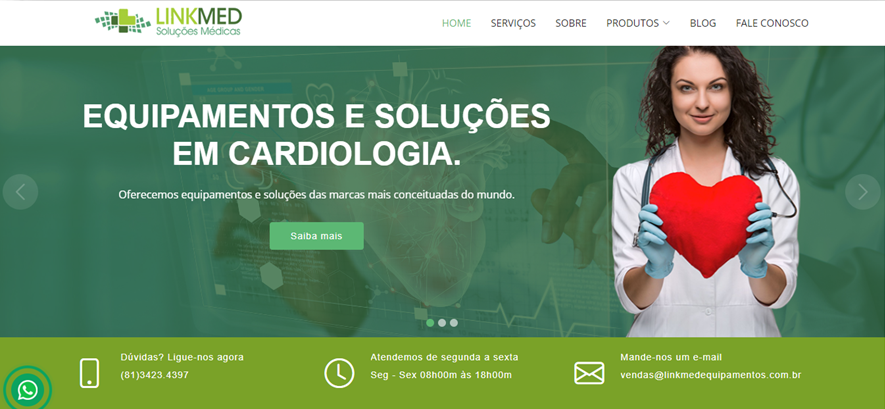 LINKMED
Soluções Médicas
HOME SERVIÇOS SOBRE PRODUTOS BLOG FALE CONOSCO
EQUIPAMENTOS E SOLUÇÕES
EM CARDIOLOGIA.
Oferecemos equipamentos e soluções das marcas mais conceituadas do mundo.
Saiba mais
Dúvidas? Ligue-nos agora
(81)3423.4397
Atendemos de segunda a sexta
Seg - Sex 08h00m às 18h00m
Mande-nos um e-mail
vendas@linkmedequipamentos.com.br